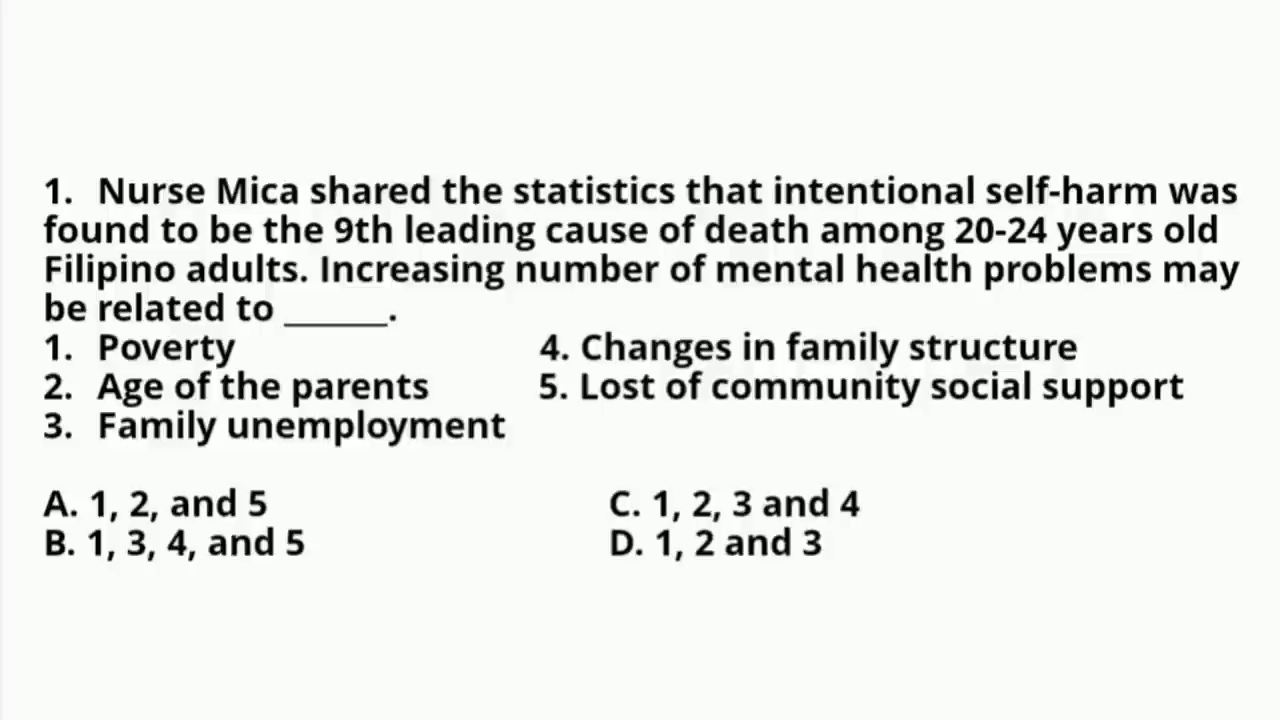 1. Nurse Mica shared the statistics that intentional self-harm was
found to be the 9th leading cause of death among 20-24 years old
Filipino adults. Increasing number of mental health problems may
be related to ______.
1. Poverty 4. Changes in family structure
2. Age of the parents 5. Lost of community social support
3. Family unemployment
A. 1, 2, and 5 C. 1, 2, 3 and 4
B. 1, 3, 4, and 5 D. 1, 2 and 3